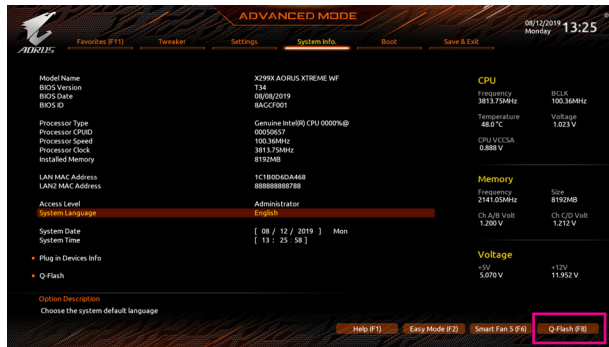 ADVANCED MODE
08/12/2019 Monday 13:25
AORUS
Favorites (F11) Tweaker Settings System Info. Boot Save & Exit
Model Name X299X AORUS XTREME WF
BIOS Version T34
BIOS Date 08/08/2019
BIOS ID 8AGCF001
Processor Type Genuine Intel(R) CPU 0000%@
Processor CPUID 00050657
Processor Speed 100.36MHz
Processor Clock 3813.75MHz
Installed Memory 8192MB
LAN MAC Address 1C1B0D6DA468
LAN2 MAC Address 888888888788
Access Level Administrator
System Language English
System Date [ 08 / 12 / 2019 ] Mon
System Time [ 13 : 25 : 58 ]
Plug in Devices Info
Q-Flash
Option Description
Choose the system default language
CPU
Frequency BCLK
3813.75MHz 100.36MHz
Temperature Voltage
48.0 °C 1.023 V
CPU VCCSA
0.888 V
Memory
Frequency Size
2141.05MHz 8192MB
Ch A/B Volt Ch C/D Volt
1.200 V 1.212 V
Voltage
+5V +12V
5.070 V 11.952 V
Help (F1) Easy Mode (F2) Smart Fan 5 (F6) Q-Flash (F8)